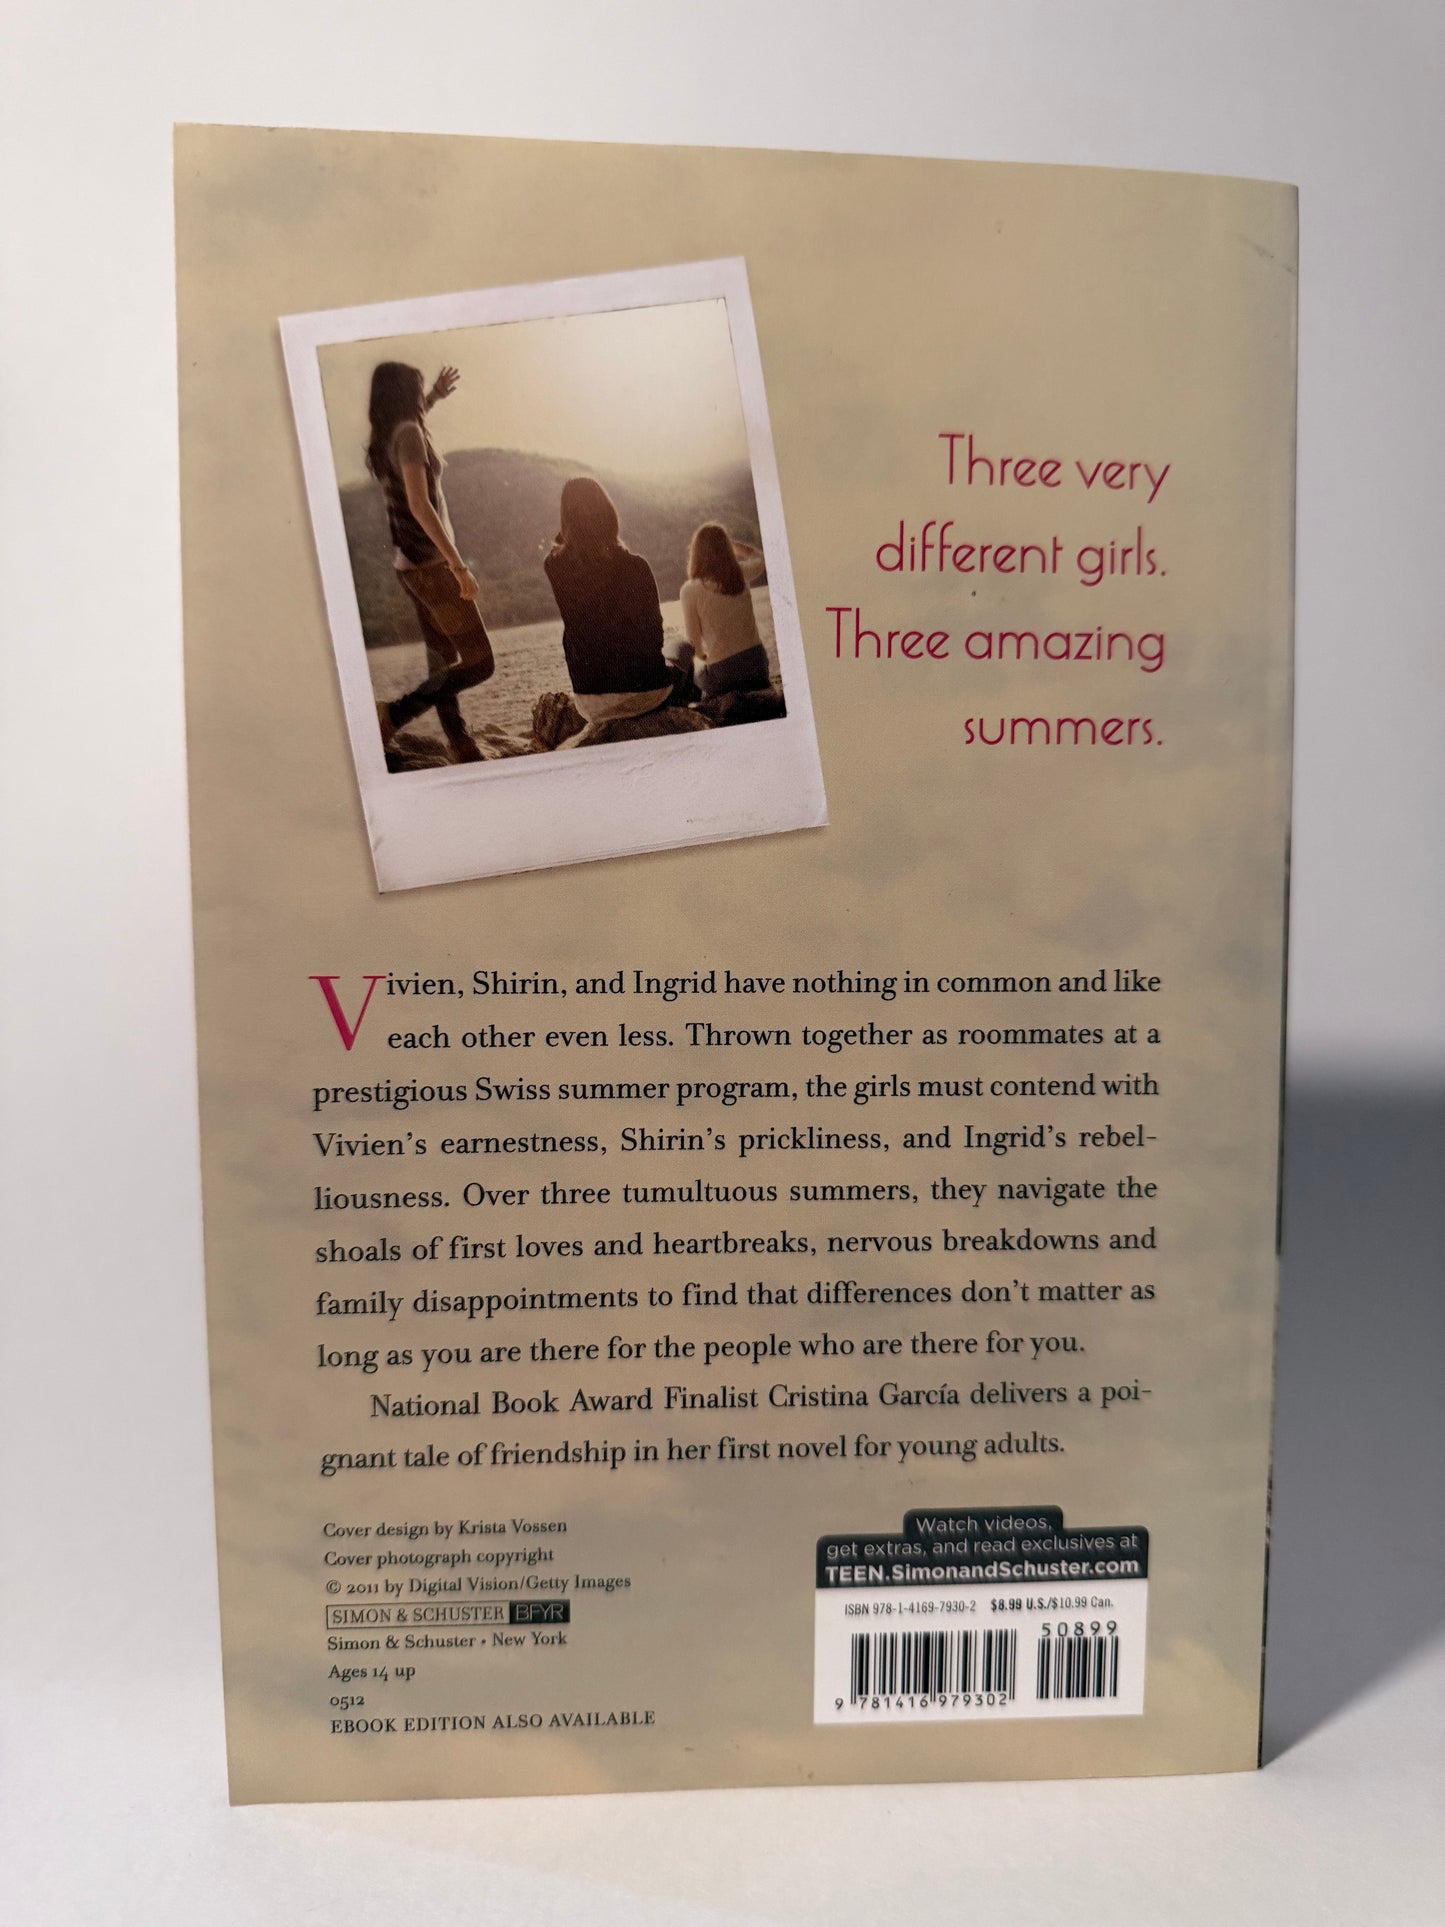 Three very
different girls.
Three amazing
summers.
Vivien, Shirin, and Ingrid have nothing in common and like
each other even less. Thrown together as roommates at a
prestigious Swiss summer program, the girls must contend with
Vivien’s earnestness, Shirin’s prickliness, and Ingrid’s rebel-
liousness. Over three tumultuous summers, they navigate the
shoals of first loves and heartbreaks, nervous breakdowns and
family disappointments to find that differences don’t matter as
long as you are there for the people who are there for you.
National Book Award Finalist Cristina García delivers a poi-
gnant tale of friendship in her first novel for young adults.
Cover design by Krista Vossen
Cover photograph copyright
© 2011 by Digital Vision/Getty Images
SIMON & SCHUSTER BFYR
Simon & Schuster • New York
Ages 14 up
0512
EBOOK EDITION ALSO AVAILABLE
Watch videos,
get extras, and read exclusives at
TEEN.SimonandSchuster.com
ISBN 978-1-4169-7930-2 $8.99 U.S./$10.99 Can.
50899
9 781416 979302